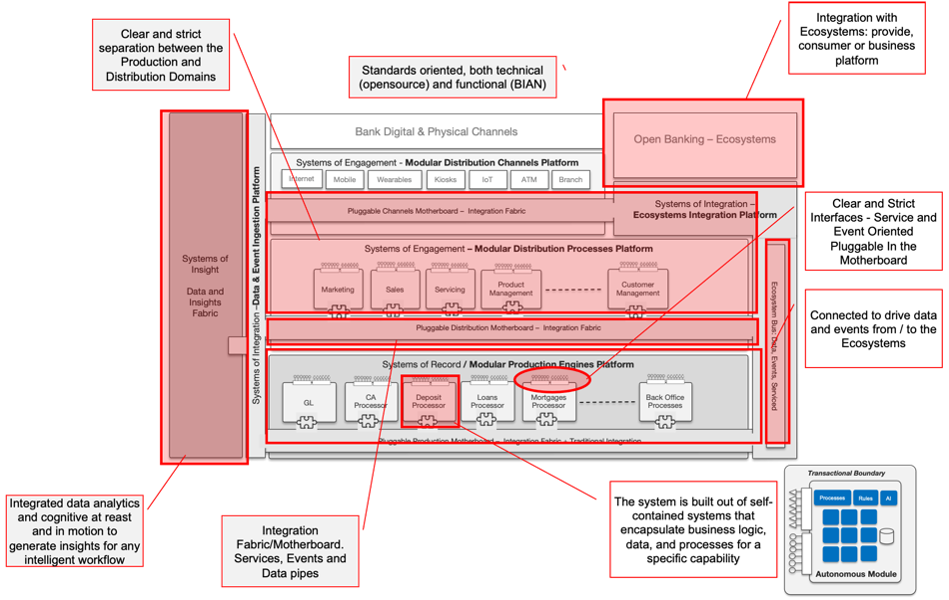 Clear and strict
separation between the
Production and
Distribution Domains
Standards oriented, both technical
(opensource) and functional (BIAN)
Integration with
Ecosystems: provide,
consumer or business
platform
Bank Digital & Physical Channels
Open Banking – Ecosystems
Systems of Engagement - Modular Distribution Channels Platform
Internet
Mobile
Wearables
Kiosks
IoT
ATM
Branch
Pluggable Channels Motherboard – Integration Fabric
Systems of Integration –
Ecosystems Integration Platform
Clear and Strict
Interfaces - Service and
Event Oriented
Pluggable In the
Motherboard
Systems of Engagement – Modular Distribution Processes Platform
Marketing
Sales
Servicing
Product
Management
Customer
Management
Systems of
Insight
Data and
Insights
Fabric
Systems of Integration –Data & Event Ingestion Platform
Pluggable Distribution Motherboard – Integration Fabric
Ecosystem Bus: Data, Events, Serviced
Connected to drive data
and events from / to the
Ecosystems
Systems of Record / Modular Production Engines Platform
GL
CA
Processor
Deposit
Processor
Loans
Processor
Mortgages
Processor
Back Office
Processes
Pluggable Production Motherboard – Integration Fabric + Traditional Integration
Integrated data analytics
and cognitive at reast
and in motion to
generate insights for any
intelligent workflow
Integration
Fabric/Motherboard.
Services, Events and
Data pipes
The system is built out of self-
contained systems that
encapsulate business logic,
data, and processes for a
specific capability
Transactional Boundary
Processes
Rules
AI
Autonomous Module